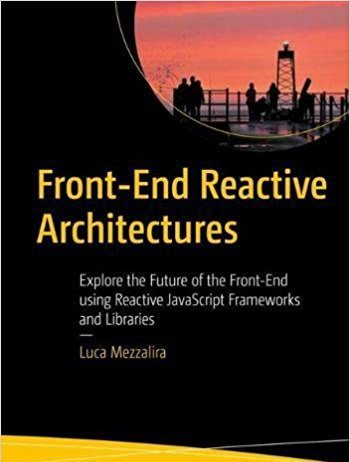 Front-End Reactive
Architectures
Explore the Future of the Front-End
using Reactive JavaScript Frameworks
and Libraries
—
Luca Mezzalira